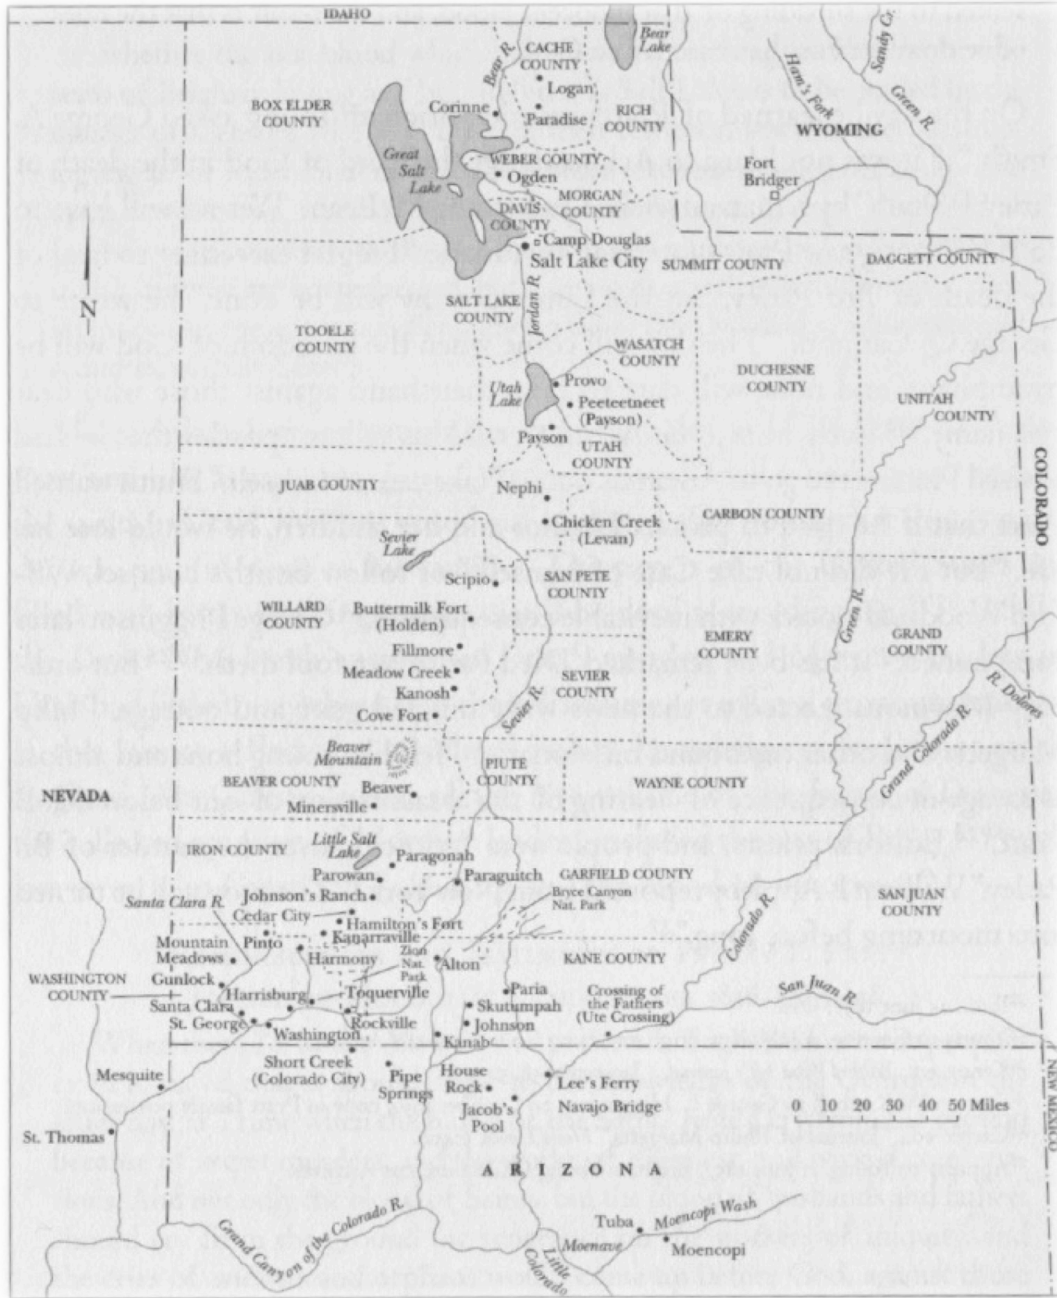 IDAHO
Bear R.
CACHE
COUNTY
Bear
Lake
Logan
Paradise
Corinne
RICH
COUNTY
BOX ELDER
COUNTY
Great
Salt
Lake
WEBER COUNTY
Ogden
MORGAN
COUNTY
DAVIS
COUNTY
Camp Douglas
Salt Lake City
Ham's Fork
Sandy Cr.
Green R.
WYOMING
Fort
Bridger
SUMMIT COUNTY
DAGGETT COUNTY
N
SALT LAKE
COUNTY
Jordan R.
TOOELE
COUNTY
WASATCH
COUNTY
Utah
Lake
Provo
Peeteetneet
(Payson)
Payson
UTAH
COUNTY
DUCHESNE
COUNTY
UNITAH
COUNTY
COLORADO
JUAB COUNTY
Nephi
Chicken Creek
(Levan)
CARBON COUNTY
Sevier
Lake
Scipio
SAN PETE
COUNTY
WILLARD
COUNTY
Buttermilk Fort
(Holden)
Fillmore
Meadow Creek
Kanosh
Cove Fort
SEVIER
COUNTY
Sevier R.
EMERY
COUNTY
Green R.
GRAND
COUNTY
R. Dolores
Grand Colorado R.
Beaver
Mountain
PIUTE
COUNTY
BEAVER COUNTY
Beaver
Minersville
WAYNE COUNTY
NEVADA
IRON COUNTY
Little Salt
Lake
Paragonah
Parowan
Paraguitch
GARFIELD COUNTY
Bryce Canyon
Nat. Park
SAN JUAN
COUNTY
Johnson's Ranch
Santa Clara R.
Cedar City
Hamilton's Fort
Kanarraville
Mountain
Meadows
Pinto
Harmony
Zion
Nat.
Park
Alton
KANE COUNTY
Colorado R.
WASHINGTON
COUNTY
Gunlock
Harrisburg
Toquerville
Paria
Skutumpah
Crossing of
the Fathers
(Ute Crossing)
San Juan R.
Santa Clara
St. George
Washington
Rockville
Johnson
Kanab
Short Creek
(Colorado City)
Pipe
Springs
House
Rock
Jacob's
Pool
Lee's Ferry
Navajo Bridge
Mesquite
St. Thomas
0 10 20 30 40 50 Miles
NEW MEXICO
ARIZONA
Grand Canyon of the Colorado R.
Tuba
Moencopi Wash
Moenave
Moencopi
Little
Colorado